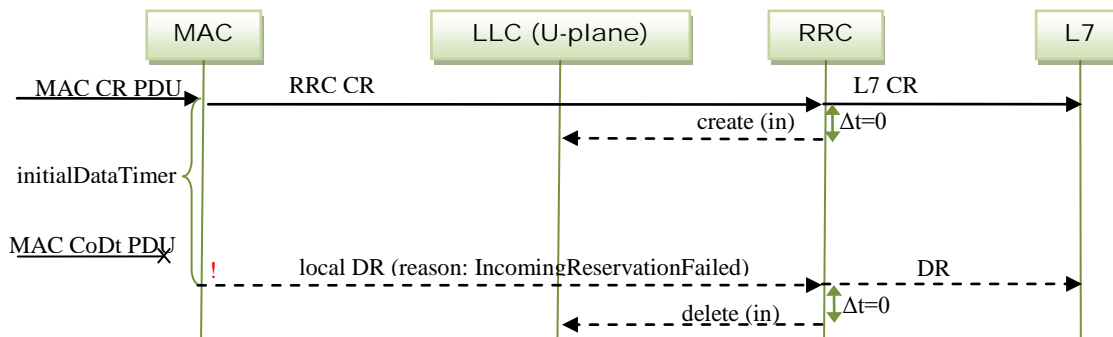 MAC LLC (U-plane) RRC L7
MAC CR PDU RRC CR L7 CR
create (in) Δt=0
initialDataTimer
MAC CoDt PDU
! local DR (reason: IncomingReservationFailed) DR
delete (in) Δt=0